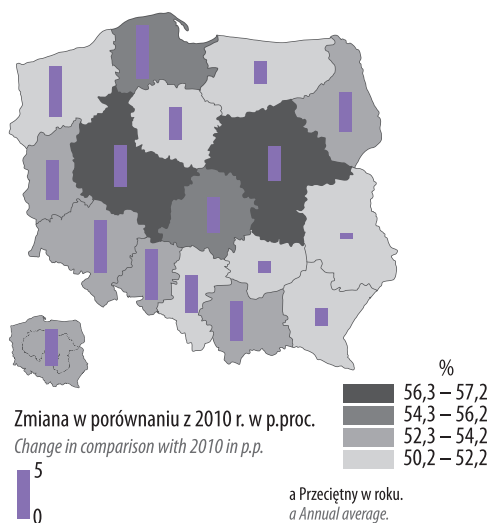 %
56,3 – 57,2
54,3 – 56,2
52,3 – 54,2
50,2 – 52,2
Zmiana w porównaniu z 2010 r. w p.proc.
Change in comparison with 2010 in p.p.
5
0
a Przeciętny w roku.
a Annual average.